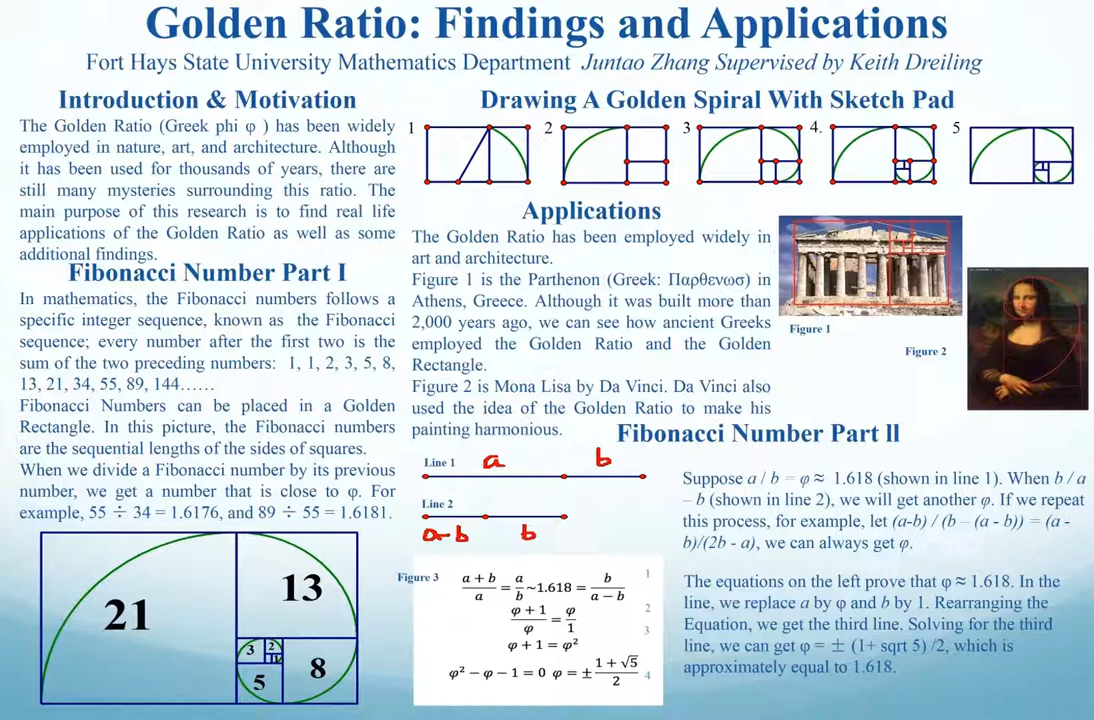 Golden Ratio: Findings and Applications
Fort Hays State University Mathematics Department Juntao Zhang Supervised by Keith Dreiling
Introduction & Motivation
The Golden Ratio (Greek phi φ ) has been widely
employed in nature, art, and architecture. Although
it has been used for thousands of years, there are
still many mysteries surrounding this ratio. The
main purpose of this research is to find real life
applications of the Golden Ratio as well as some
additional findings.
Fibonacci Number Part I
In mathematics, the Fibonacci numbers follows a
specific integer sequence, known as the Fibonacci
sequence; every number after the first two is the
sum of the two preceding numbers: 1, 1, 2, 3, 5, 8,
13, 21, 34, 55, 89, 144……
Fibonacci Numbers can be placed in a Golden
Rectangle. In this picture, the Fibonacci numbers
are the sequential lengths of the sides of squares.
When we divide a Fibonacci number by its previous
number, we get a number that is close to φ. For
example, 55 ÷ 34 = 1.6176, and 89 ÷ 55 = 1.6181.
21
13
3
2
1
1
5
8
Drawing A Golden Spiral With Sketch Pad
1
2
3
4.
5
Applications
The Golden Ratio has been employed widely in
art and architecture.
Figure 1 is the Parthenon (Greek: Παρθενωσ) in
Athens, Greece. Although it was built more than
2,000 years ago, we can see how ancient Greeks
employed the Golden Ratio and the Golden
Rectangle.
Figure 2 is Mona Lisa by Da Vinci. Da Vinci also
used the idea of the Golden Ratio to make his
painting harmonious.
Figure 1
Figure 2
Fibonacci Number Part ll
Line 1
a b
Line 2
a-b b
Figure 3
a + b / a = a / b ~1.618 = b / a − b 1
φ + 1 / φ = φ / 1 2
φ + 1 = φ² 3
φ² − φ − 1 = 0 φ = ± 1 + √5 / 2 4
Suppose a / b = φ ≈ 1.618 (shown in line 1). When b / a
– b (shown in line 2), we will get another φ. If we repeat
this process, for example, let (a-b) / (b – (a - b)) = (a -
b)/(2b - a), we can always get φ.
The equations on the left prove that φ ≈ 1.618. In the
line, we replace a by φ and b by 1. Rearranging the
Equation, we get the third line. Solving for the third
line, we can get φ = ± (1+ sqrt 5) /2, which is
approximately equal to 1.618.